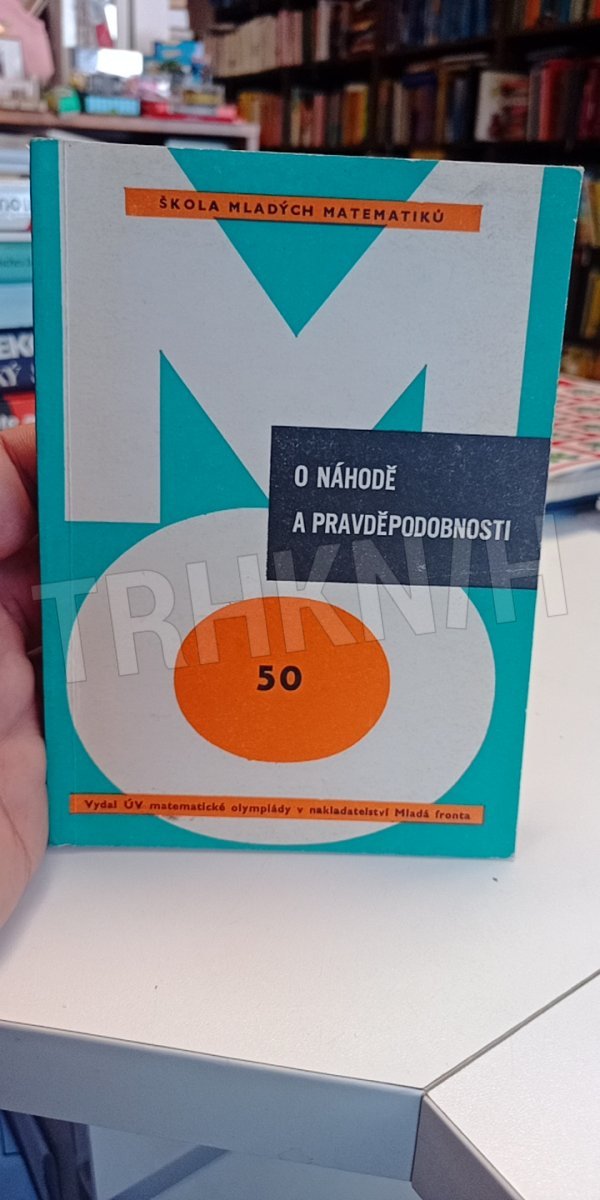 ŠKOLA MLADÝCH MATEMATIKŮ
O NÁHODĚ
A PRAVDĚPODOBNOSTI
TRHKNIH
50
Vydal ÚV matematické olympiády v nakladatelství Mladá fronta